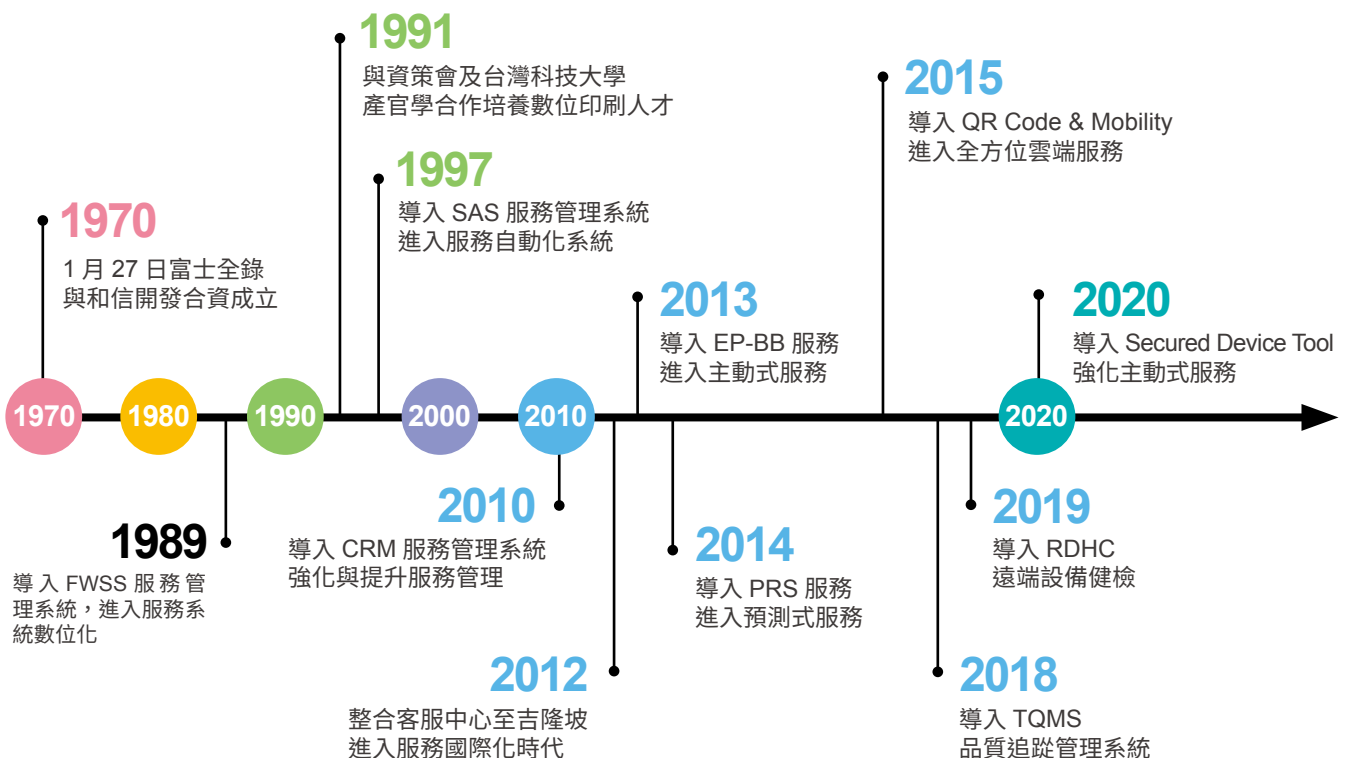 1991
與資策會及台灣科技大學
產官學合作培養數位印刷人才
2015
導入 QR Code & Mobility
進入全方位雲端服務
1997
導入 SAS 服務管理系統
進入服務自動化系統
1970
1 月 27 日富士全錄
與和信開發合資成立
2013
導入 EP-BB 服務
進入主動式服務
2020
導入 Secured Device Tool
強化主動式服務
1970
1980
1990
2000
2010
2020
1989
導入 FWSS 服務管
理系統，進入服務系
統數位化
2010
導入 CRM 服務管理系統
強化與提升服務管理
2014
導入 PRS 服務
進入預測式服務
2019
導入 RDHC
遠端設備健檢
2012
整合客服中心至吉隆坡
進入服務國際化時代
2018
導入 TQMS
品質追蹤管理系統